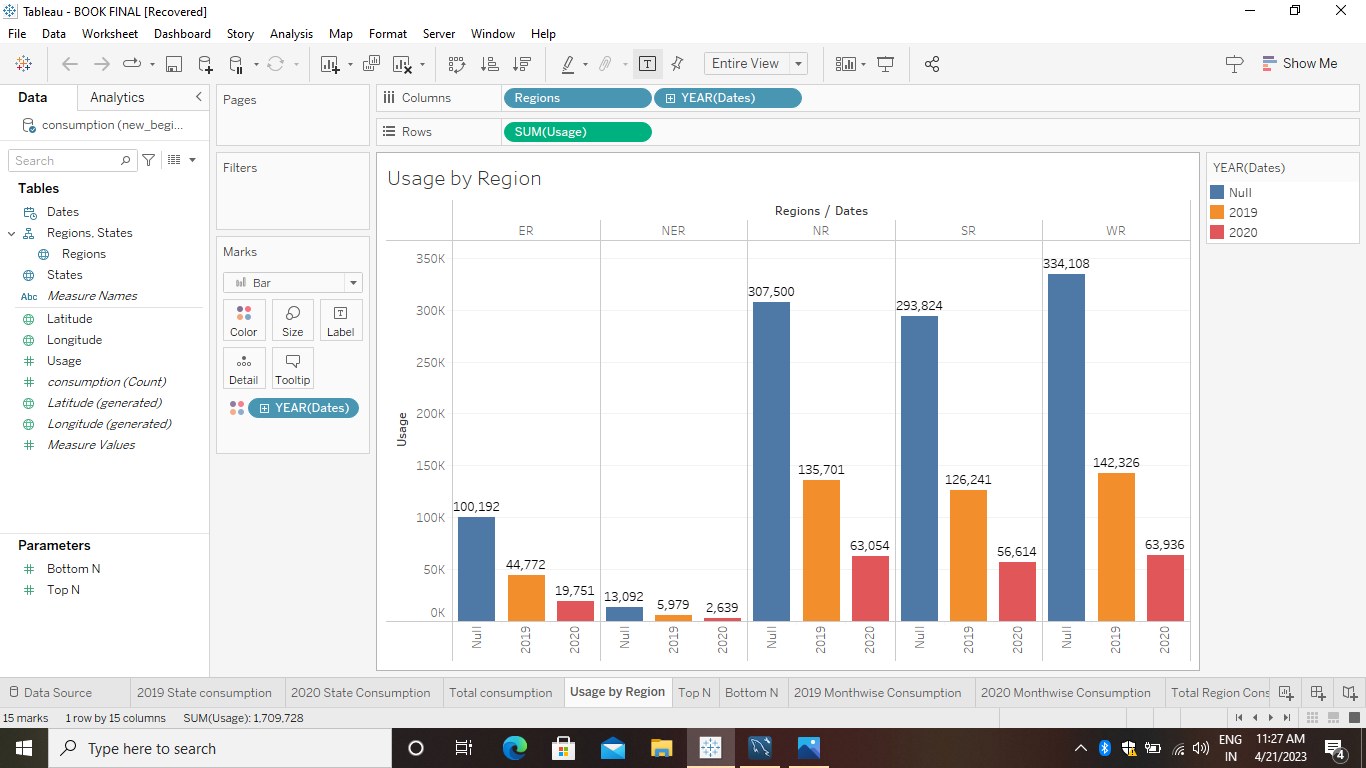 Tableau - BOOK FINAL [Recovered]
File Data Worksheet Dashboard Story Analysis Map Format Server Window Help
Entire View
Show Me
Data Analytics
consumption (new_begi...
Search
Tables
Dates
Regions, States
Regions
States
Abc Measure Names
Latitude
Longitude
Usage
consumption (Count)
Latitude (generated)
Longitude (generated)
Measure Values
Parameters
Bottom N
Top N
Pages
Filters
Marks
Bar
Color Size Label
Detail Tooltip
YEAR(Dates)
Columns Regions YEAR(Dates)
Rows SUM(Usage)
Usage by Region
Regions / Dates
ER NER NR SR WR
Usage
350K
300K
250K
200K
150K
100K
50K
0K
100,192 44,772 19,751 13,092 5,979 2,639 307,500 135,701 63,054 293,824 126,241 56,614 334,108 142,326 63,936
Null 2019 2020 Null 2019 2020 Null 2019 2020 Null 2019 2020 Null 2019 2020
YEAR(Dates)
Null
2019
2020
Data Source 2019 State consumption 2020 State Consumption Total consumption Usage by Region Top N Bottom N 2019 Monthwise Consumption 2020 Monthwise Consumption Total Region Cons
15 marks 1 row by 15 columns SUM(Usage): 1,709,728
Type here to search
ENG
IN
11:27 AM
4/21/2023
4